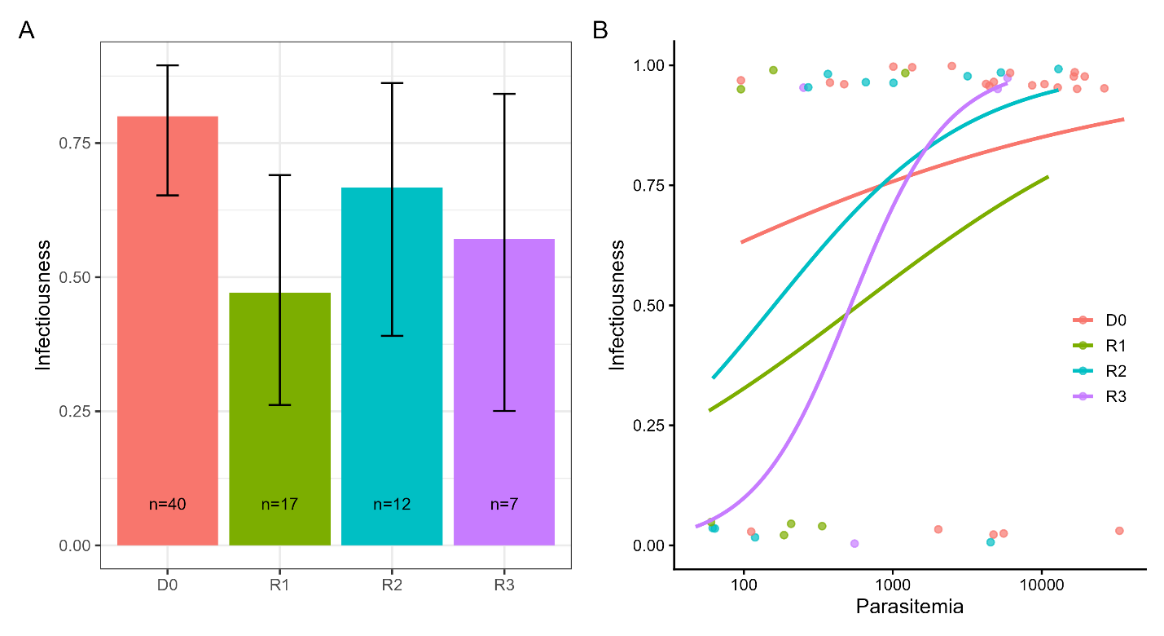 A
Infectiousness
0.75
0.50
0.25
0.00
n=40
n=17
n=12
n=7
D0
R1
R2
R3
B
Infectiousness
1.00
0.75
0.50
0.25
0.00
D0
R1
R2
R3
100
1000
10000
Parasitemia